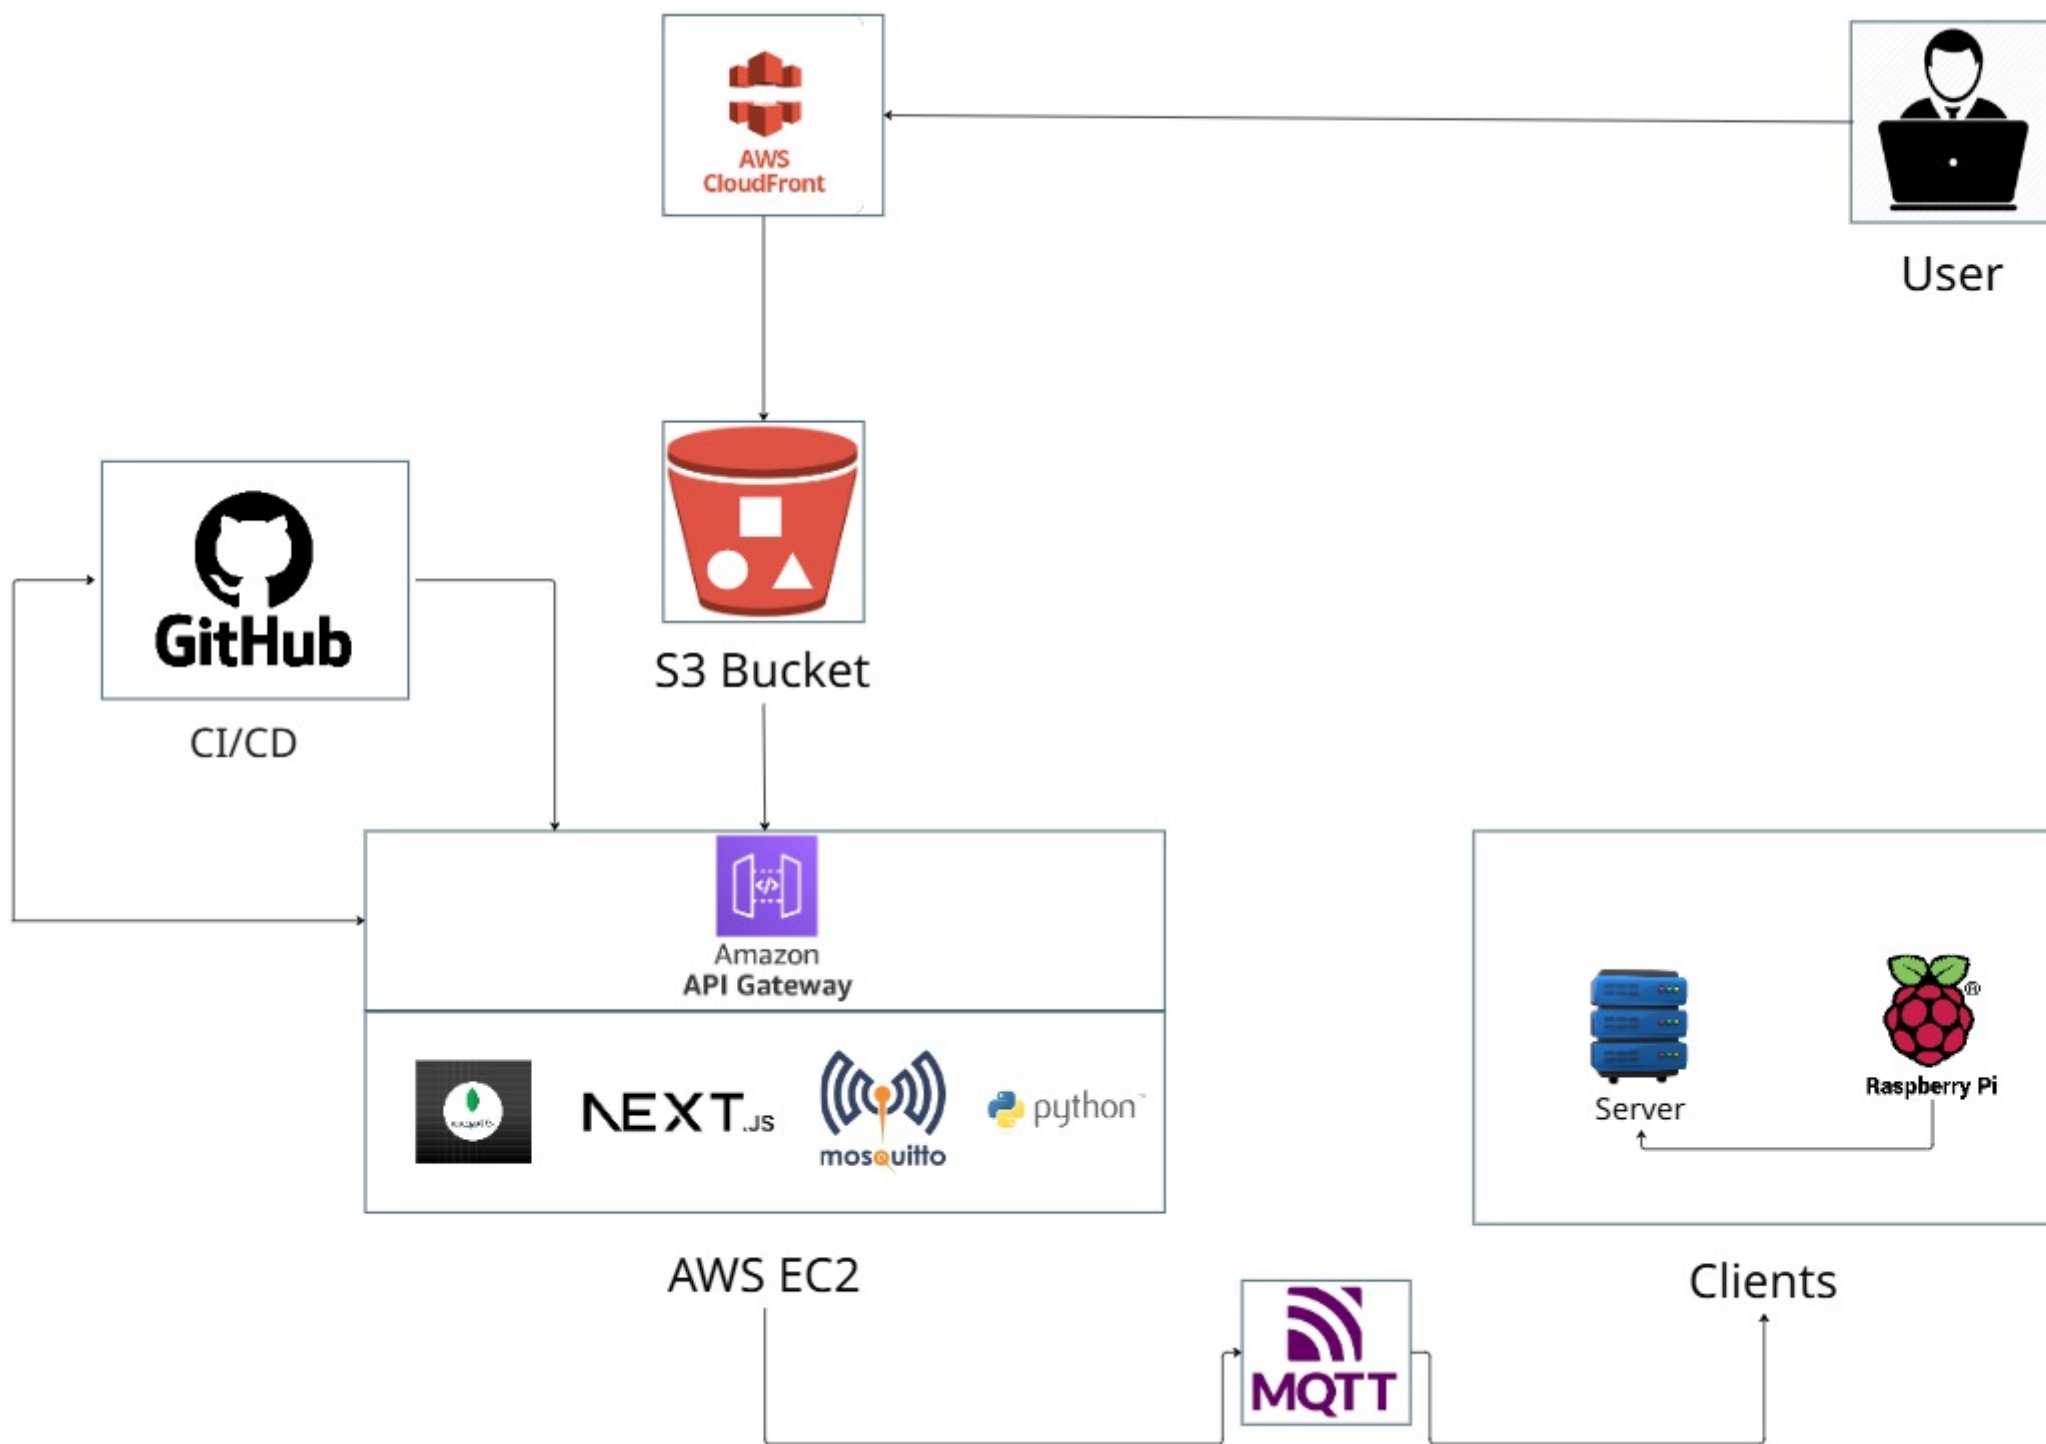 AWS
CloudFront
User
GitHub
CI/CD
S3 Bucket
Amazon
API Gateway
NEXT.JS
mosquitto
python™
AWS EC2
Server
®
Raspberry Pi
Clients
MQTT